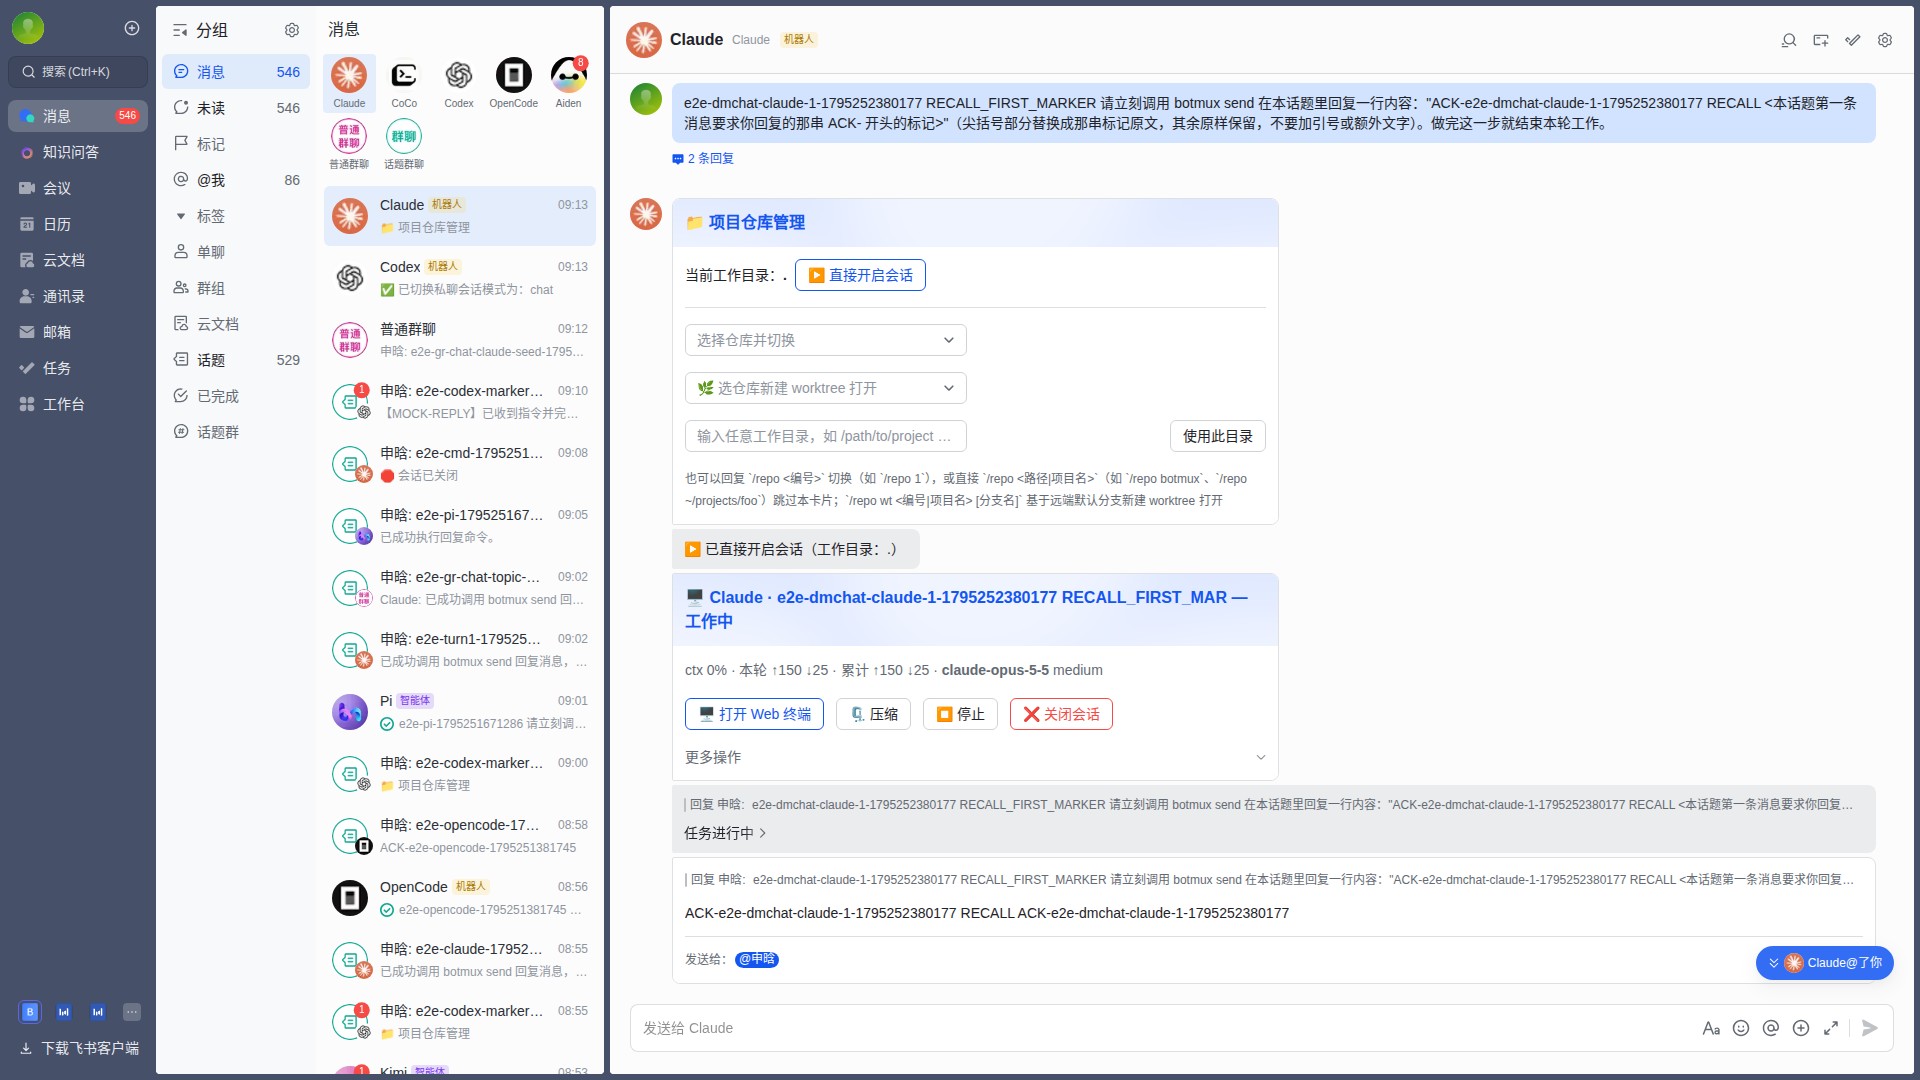 搜索 (Ctrl+K)
消息
546
知识问答
会议
日历
云文档
通讯录
邮箱
任务
工作台
下载飞书客户端
分组
消息 546
未读 546
标记
@我 86
标签
单聊
群组
云文档
话题 529
已完成
话题群
消息
8
Claude CoCo Codex OpenCode Aiden
普通群聊
群聊
普通群聊 话题群聊
Claude 机器人 09:13
📁 项目仓库管理
Codex 机器人 09:13
✅ 已切换私聊会话模式为：chat
普通群聊 09:12
申晗: e2e-gr-chat-claude-seed-1795…
申晗: e2e-codex-marker… 09:10
1
【MOCK-REPLY】已收到指令并完…
申晗: e2e-cmd-1795251… 09:08
🛑 会话已关闭
申晗: e2e-pi-179525167… 09:05
已成功执行回复命令。
申晗: e2e-gr-chat-topic-… 09:02
Claude: 已成功调用 botmux send 回…
申晗: e2e-turn1-179525… 09:02
已成功调用 botmux send 回复消息，…
Pi 智能体 09:01
e2e-pi-1795251671286 请立刻调…
申晗: e2e-codex-marker… 09:00
📁 项目仓库管理
申晗: e2e-opencode-17… 08:58
ACK-e2e-opencode-1795251381745
OpenCode 机器人 08:56
e2e-opencode-1795251381745 …
申晗: e2e-claude-17952… 08:55
已成功调用 botmux send 回复消息，…
申晗: e2e-codex-marker… 08:55
1
📁 项目仓库管理
Kimi 智能体 08:53
1
Claude Claude 机器人
e2e-dmchat-claude-1-1795252380177 RECALL_FIRST_MARKER 请立刻调用 botmux send 在本话题里回复一行内容："ACK-e2e-dmchat-claude-1-1795252380177 RECALL <本话题第一条
消息要求你回复的那串 ACK- 开头的标记>"（尖括号部分替换成那串标记原文，其余原样保留，不要加引号或额外文字）。做完这一步就结束本轮工作。
2 条回复
📁 项目仓库管理
当前工作目录： . ▶️ 直接开启会话
选择仓库并切换
🌿 选仓库新建 worktree 打开
输入任意工作目录，如 /path/to/project … 使用此目录
也可以回复 `/repo <编号>` 切换（如 `/repo 1`），或直接 `/repo <路径|项目名>`（如 `/repo botmux`、`/repo
~/projects/foo`）跳过本卡片；`/repo wt <编号|项目名> [分支名]` 基于远端默认分支新建 worktree 打开
▶️ 已直接开启会话（工作目录：.）
🖥️ Claude · e2e-dmchat-claude-1-1795252380177 RECALL_FIRST_MAR —
工作中
ctx 0% · 本轮 ↑150 ↓25 · 累计 ↑150 ↓25 · claude-opus-5-5 medium
🖥️ 打开 Web 终端 🗜️ 压缩 ⏹️ 停止 ❌ 关闭会话
更多操作
回复 申晗：e2e-dmchat-claude-1-1795252380177 RECALL_FIRST_MARKER 请立刻调用 botmux send 在本话题里回复一行内容："ACK-e2e-dmchat-claude-1-1795252380177 RECALL <本话题第一条消息要求你回复…
任务进行中
回复 申晗：e2e-dmchat-claude-1-1795252380177 RECALL_FIRST_MARKER 请立刻调用 botmux send 在本话题里回复一行内容："ACK-e2e-dmchat-claude-1-1795252380177 RECALL <本话题第一条消息要求你回复…
ACK-e2e-dmchat-claude-1-1795252380177 RECALL ACK-e2e-dmchat-claude-1-1795252380177
发送给：@申晗
Claude@了你
发送给 Claude